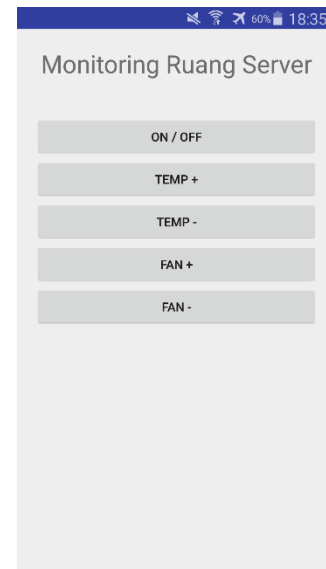 60% 18:35
Monitoring Ruang Server
ON / OFF
TEMP +
TEMP -
FAN +
FAN -